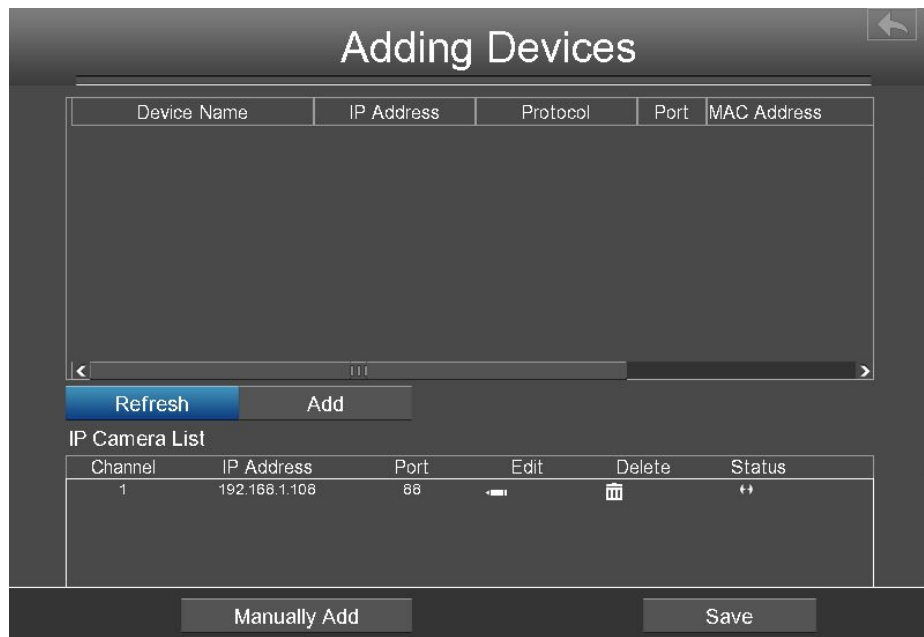 Adding Devices
Device Name IP Address Protocol Port MAC Address
Refresh Add
IP Camera List
Channel IP Address Port Edit Delete Status
1 192.168.1.108 88
Manually Add Save